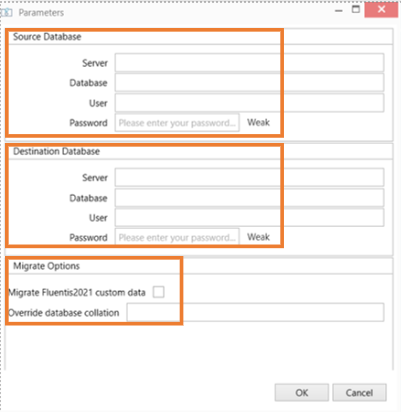 Parameters
Source Database
Server
Database
User
Password Please enter your password... Weak
Destination Database
Server
Database
User
Password Please enter your password... Weak
Migrate Options
Migrate Fluentis2021 custom data
Override database collation
OK Cancel